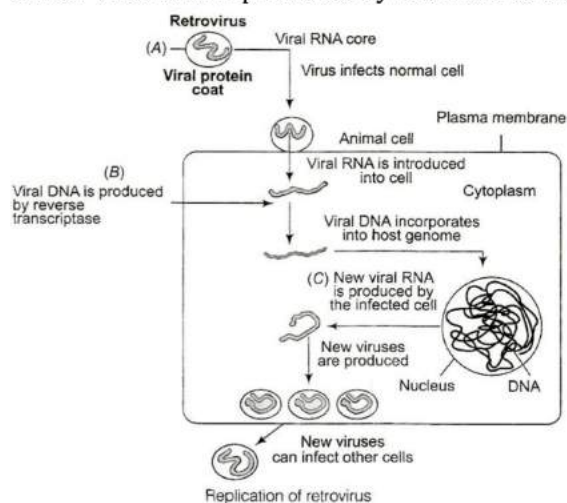 Retrovirus
(A)
Viral RNA core
Viral protein
coat
Virus infects normal cell
Plasma membrane
Animal cell
Viral RNA is introduced
into cell
(B)
Viral DNA is produced
by reverse
transcriptase
Cytoplasm
Viral DNA incorporates
into host genome
(C) New viral RNA
is produced by
the infected cell
New viruses
are produced
Nucleus
DNA
New viruses
can infect other cells
Replication of retrovirus